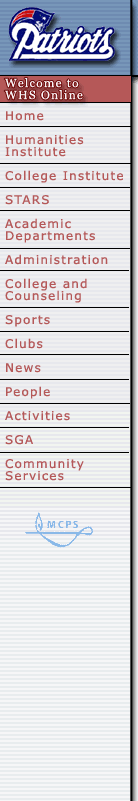 Patriots
Welcome to
WHS Online
Home
Humanities
Institute
College Institute
STARS
Academic
Departments
Administration
College and
Counseling
Sports
Clubs
News
People
Activities
SGA
Community
Services
MCPS